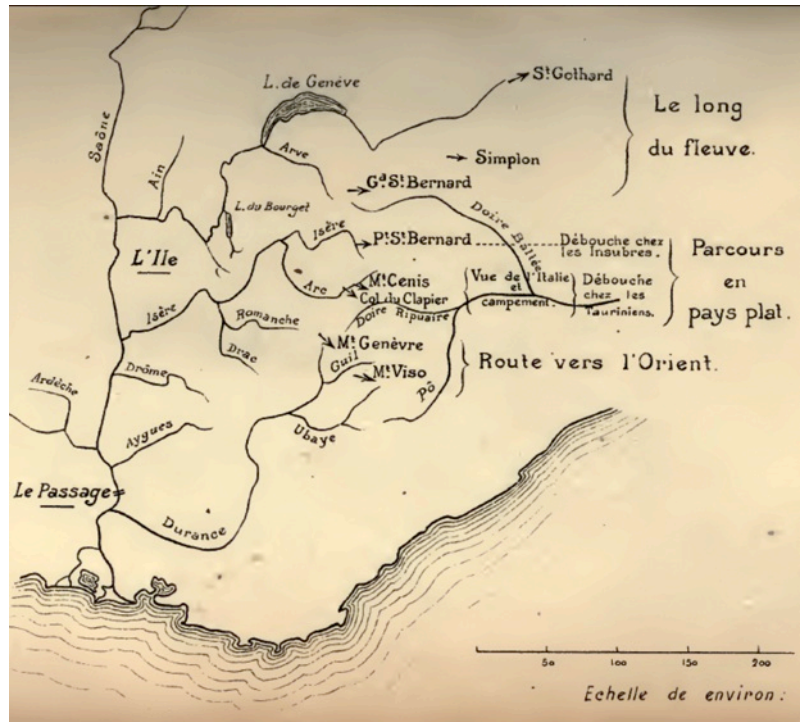 St Gothard
L. de Genève
Le long
du fleuve.
Saône
Arve
Simplon
Ain
Gd St Bernard
L. du Bourget
Doire Baltée
Isère
L'Ile
Pt St Bernard
Débouche chez
les Insubres.
Parcours
en
pays plat.
Arc
Mt Cenis
Col du Clapier
Vue de l'Italie
et
campement.
Débouche
chez les
Tauriniens.
Isère
Romanche
Doire Ripuaire
Drac
Mt Genèvre
Guil
Route vers l'Orient.
Drôme
Mt Viso
Pô
Ardèche
Aygues
Ubaye
Le Passage
Durance
50
100
150
200
Echelle de environ: